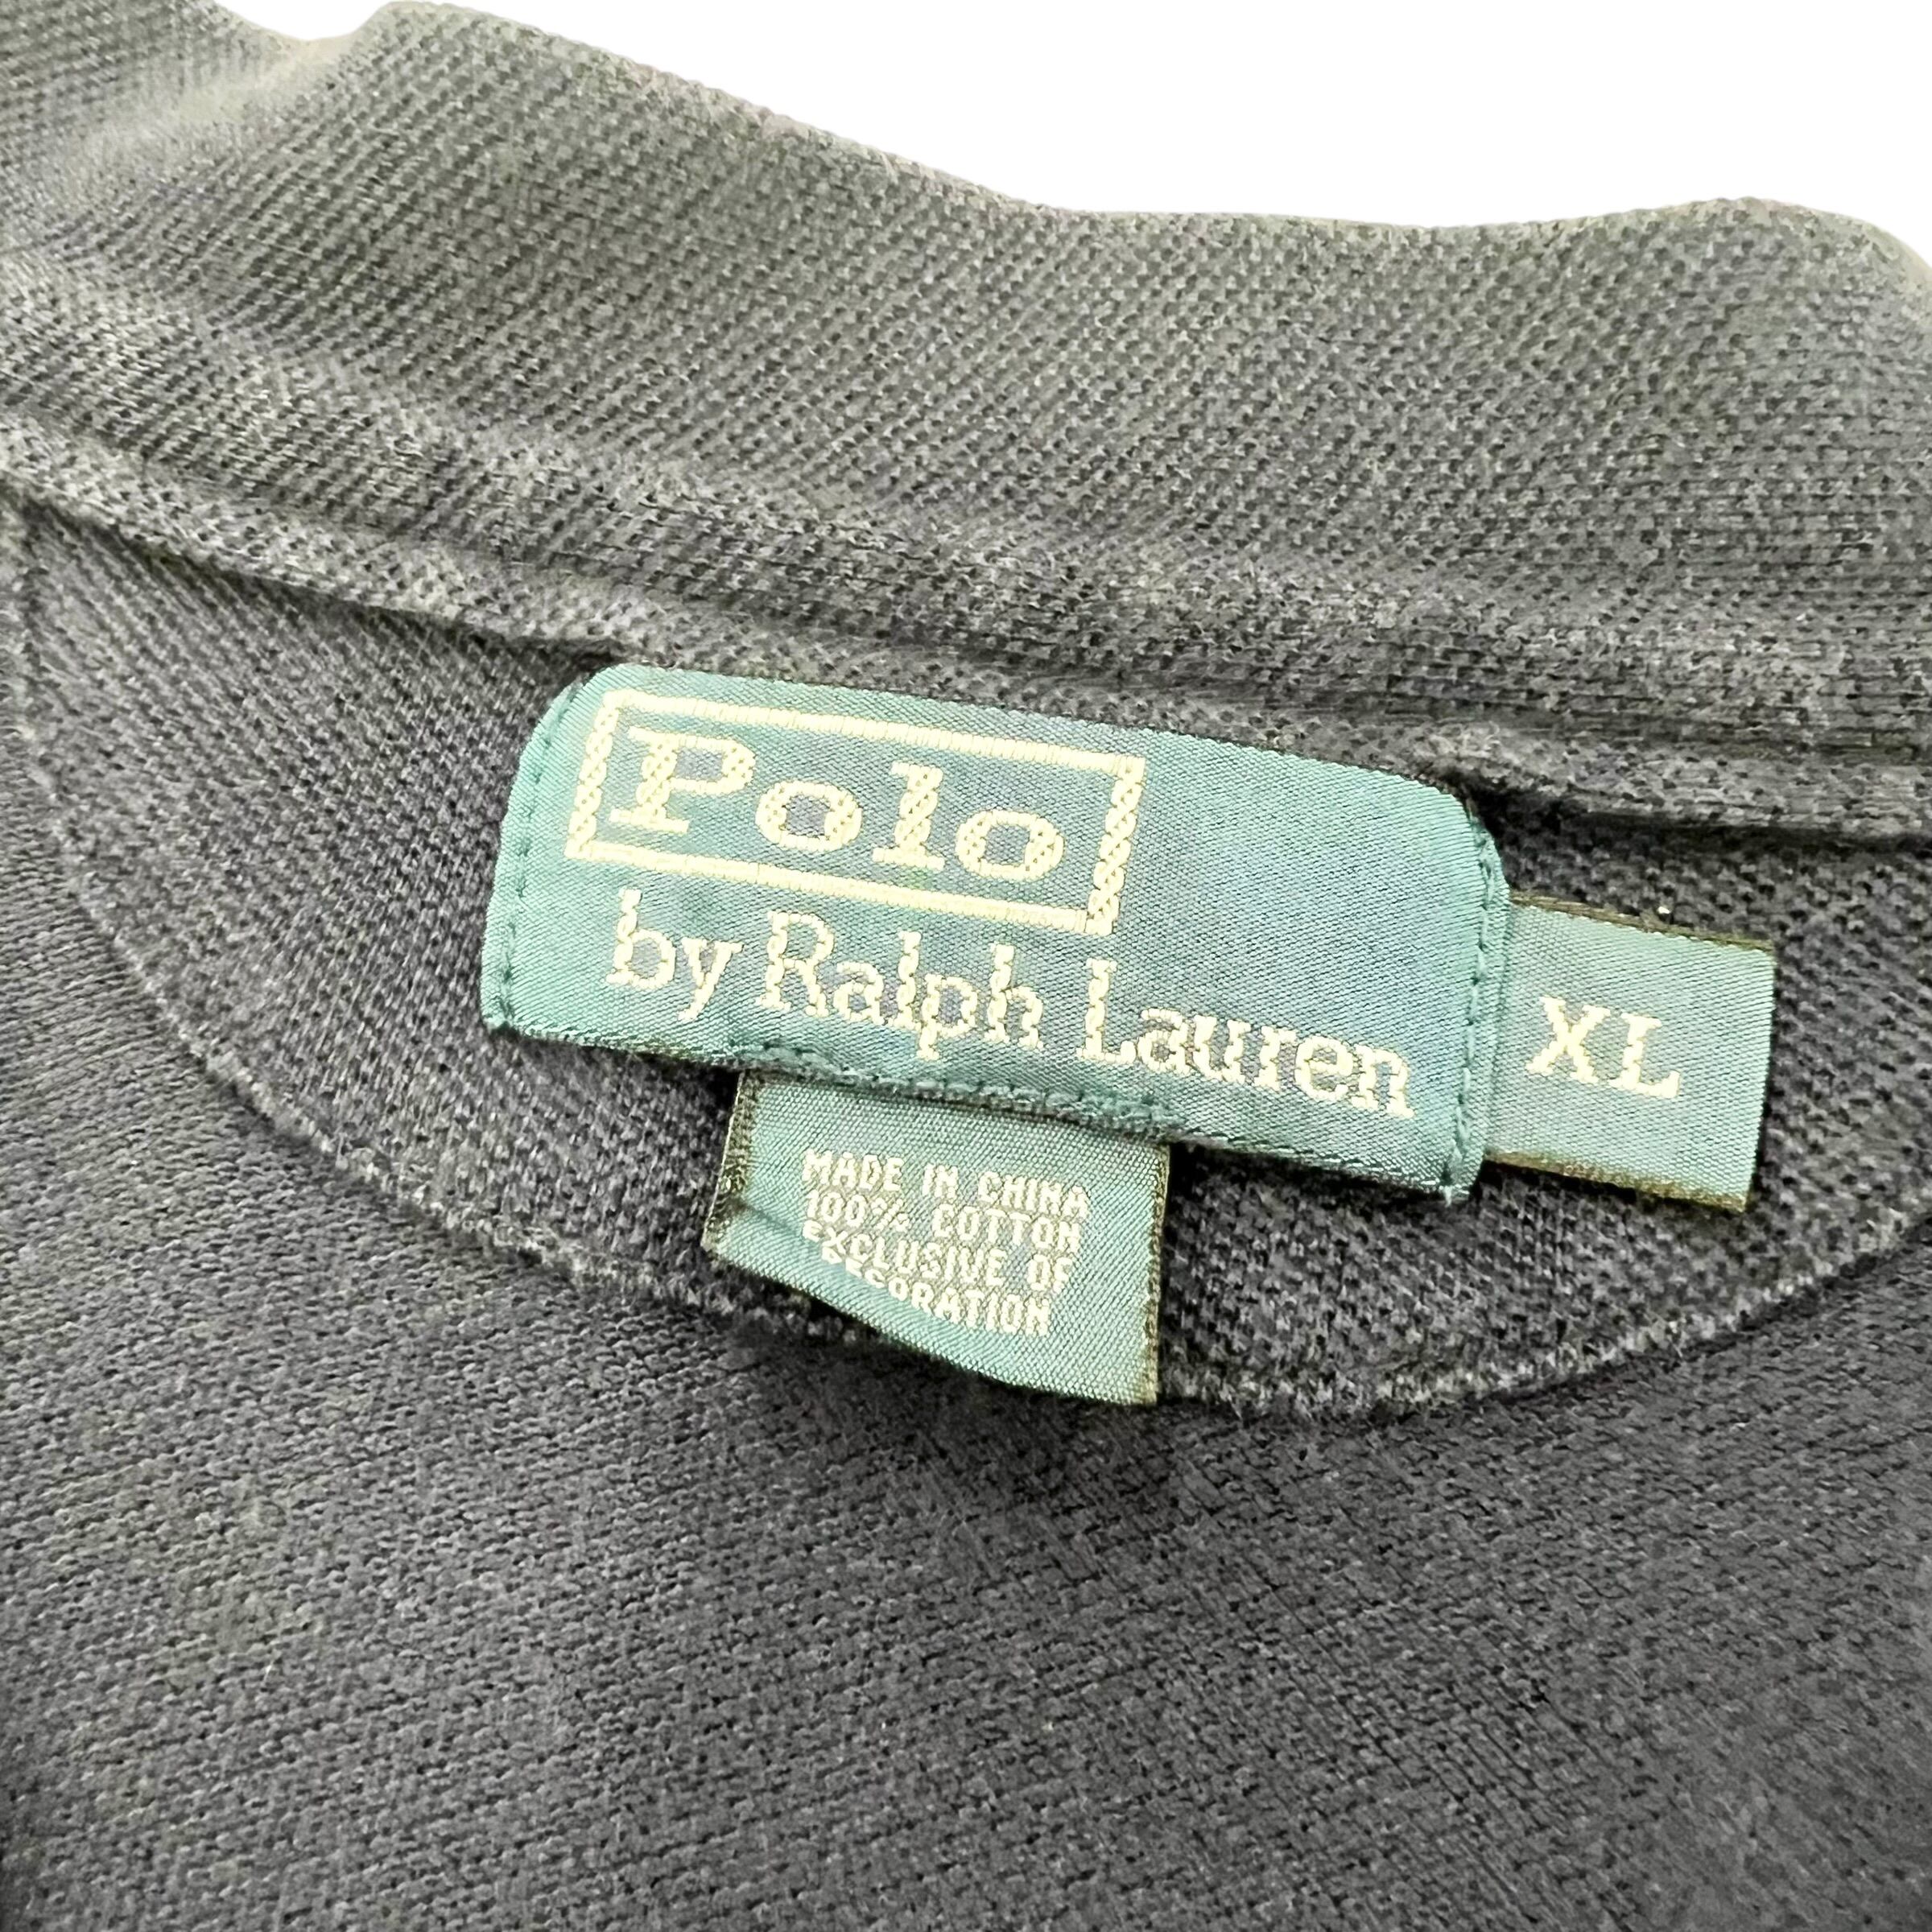 Polo
by Ralph Lauren
XL
MADE IN CHINA
100% COTTON
EXCLUSIVE OF
DECORATION